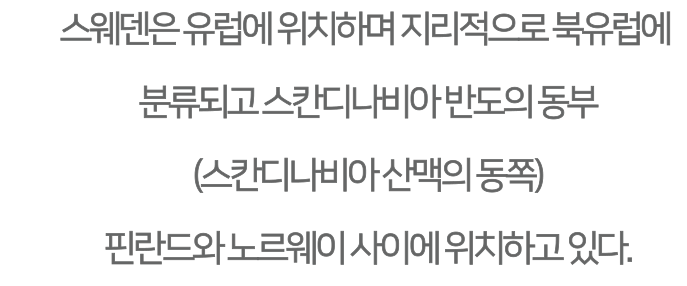 스웨덴은 유럽에 위치하며 지리적으로 북유럽에
분류되고 스칸디나비아 반도의 동부
(스칸디나비아 산맥의 동쪽)
핀란드와 노르웨이 사이에 위치하고 있다.